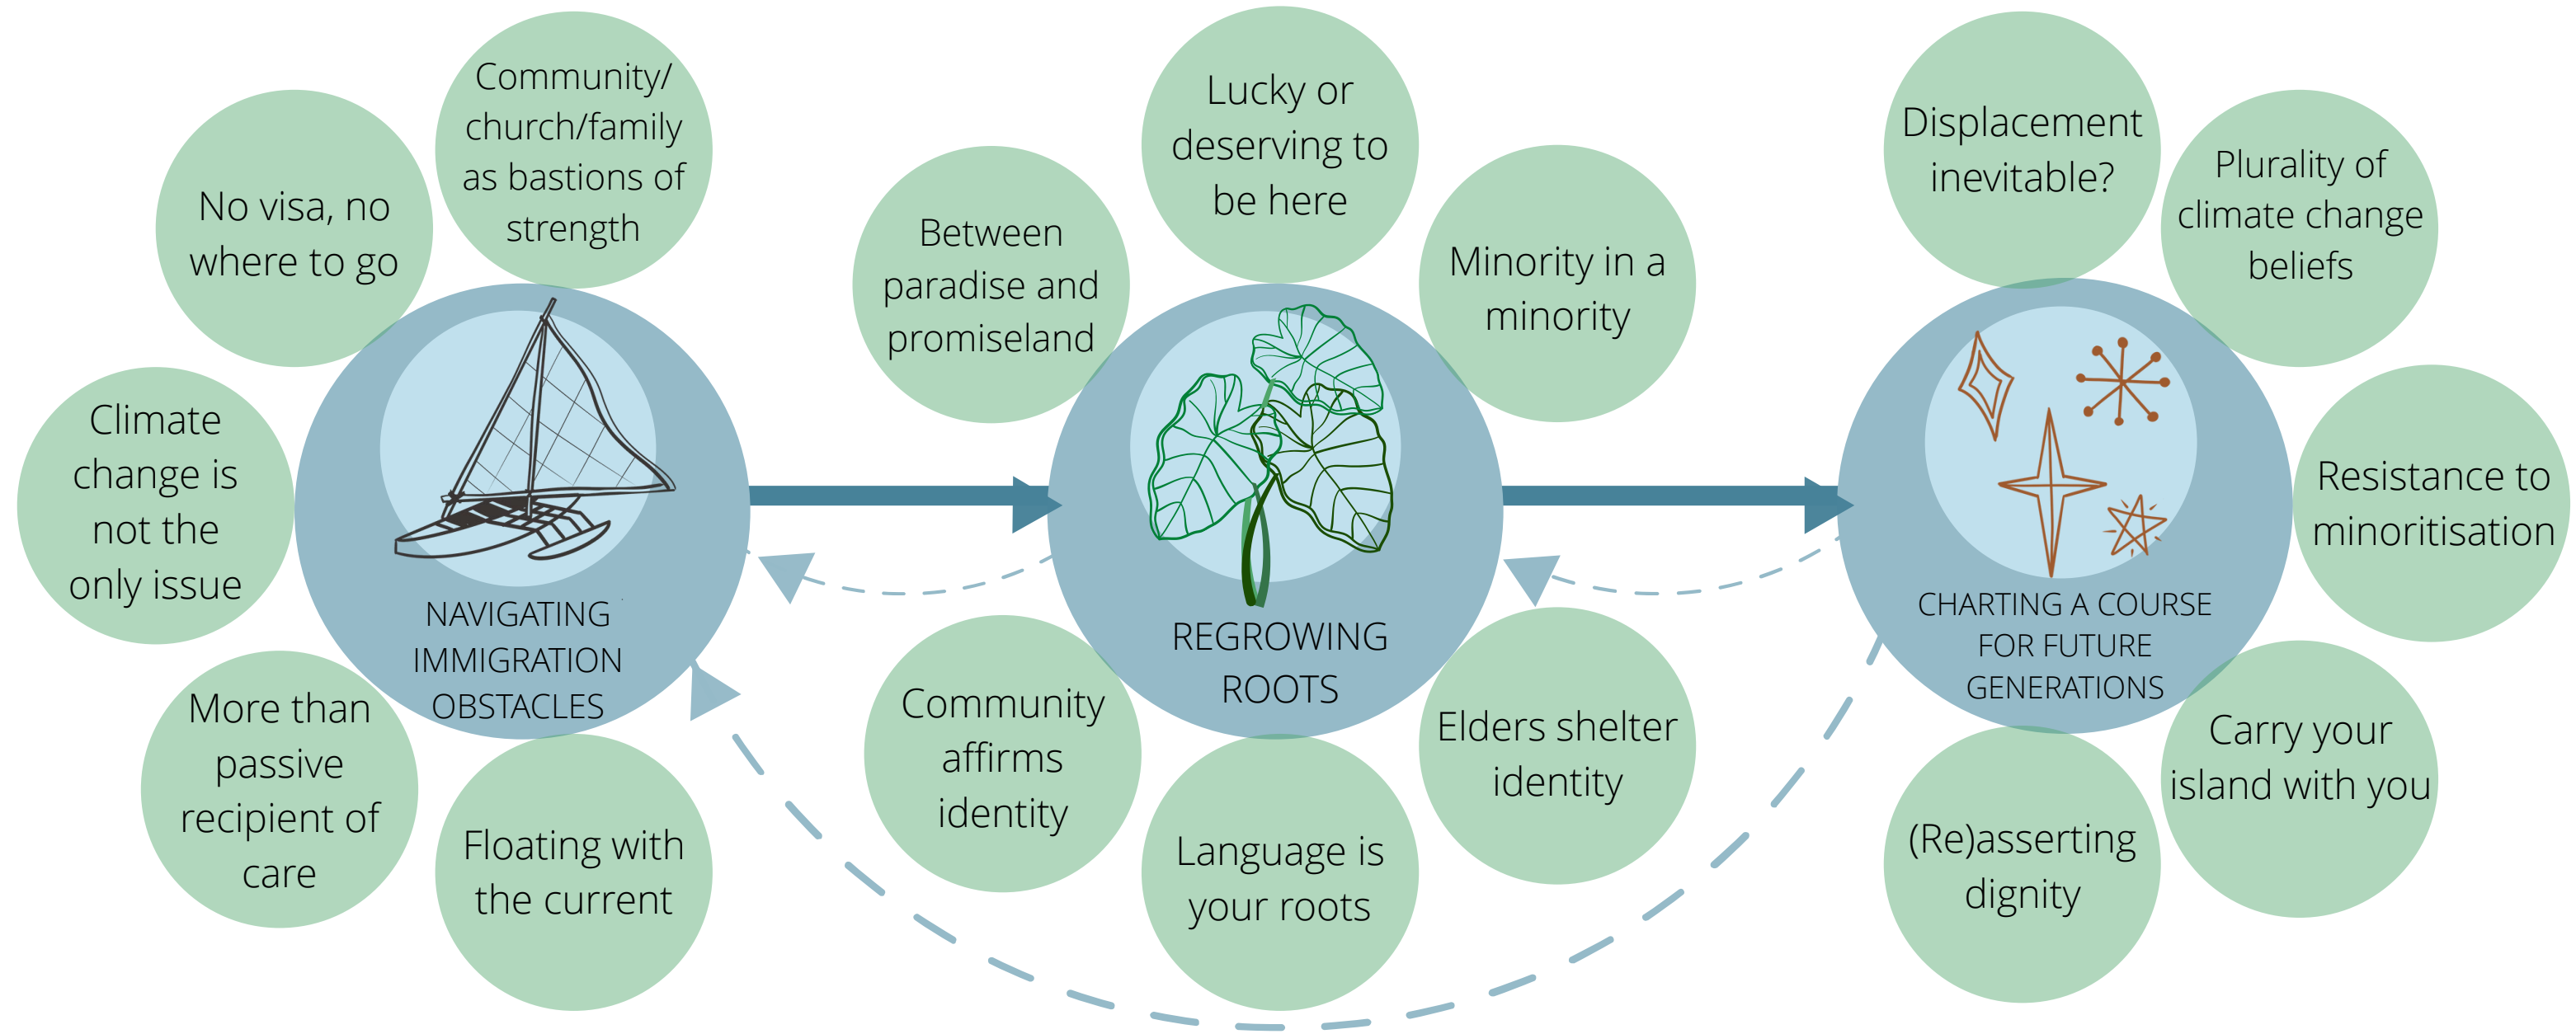 Community/
church/family
as bastions of
strength
No visa, no
where to go
Climate
change is
not the
only issue
More than
passive
recipient of
care
Floating with
the current
NAVIGATING
IMMIGRATION
OBSTACLES
Lucky or
deserving to
be here
Between
paradise and
promiseland
Minority in a
minority
REGROWING
ROOTS
Community
affirms
identity
Language is
your roots
Elders shelter
identity
Displacement
inevitable?
Plurality of
climate change
beliefs
Resistance to
minoritisation
CHARTING A COURSE
FOR FUTURE
GENERATIONS
Carry your
island with you
(Re)asserting
dignity